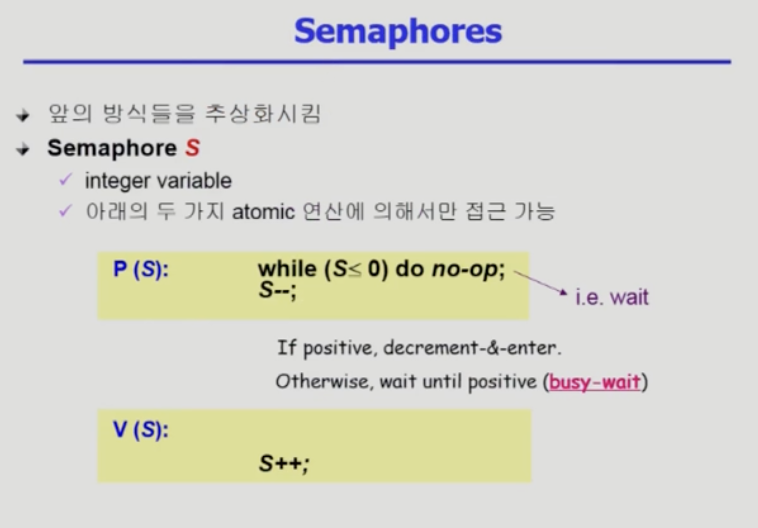 Semaphores
앞의 방식들을 추상화시킴
Semaphore S
integer variable
아래의 두 가지 atomic 연산에 의해서만 접근 가능
P (S): while (S≤ 0) do no-op;
S--;
i.e. wait
If positive, decrement-&-enter.
Otherwise, wait until positive (busy-wait)
V (S):
S++;